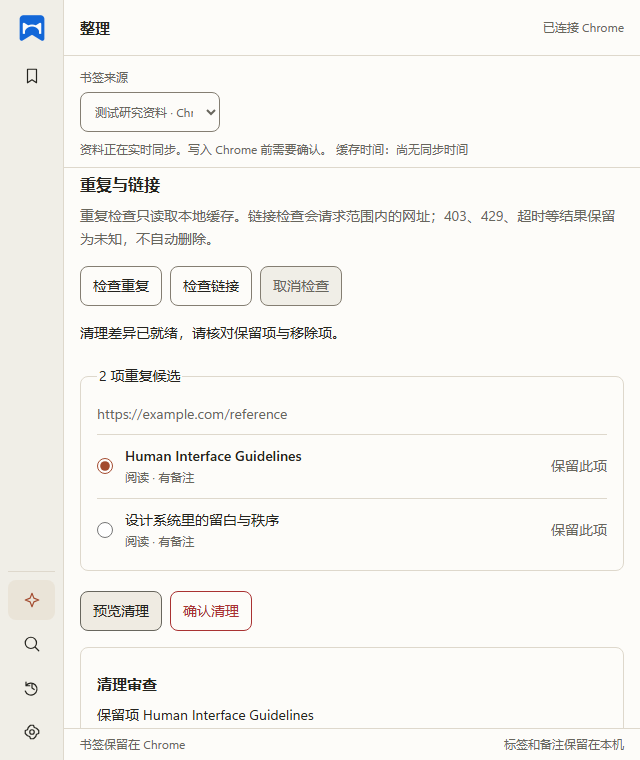 整理
已连接 Chrome
书签来源
测试研究资料 · Chr
资料正在实时同步。写入 Chrome 前需要确认。 缓存时间：尚无同步时间
重复与链接
重复检查只读取本地缓存。链接检查会请求范围内的网址；403、429、超时等结果保留
为未知，不自动删除。
检查重复
检查链接
取消检查
清理差异已就绪，请核对保留项与移除项。
2 项重复候选
https://example.com/reference
Human Interface Guidelines
阅读 · 有备注
保留此项
设计系统里的留白与秩序
阅读 · 有备注
保留此项
预览清理
确认清理
清理审查
保留项 Human Interface Guidelines
书签保留在 Chrome
标签和备注保留在本机